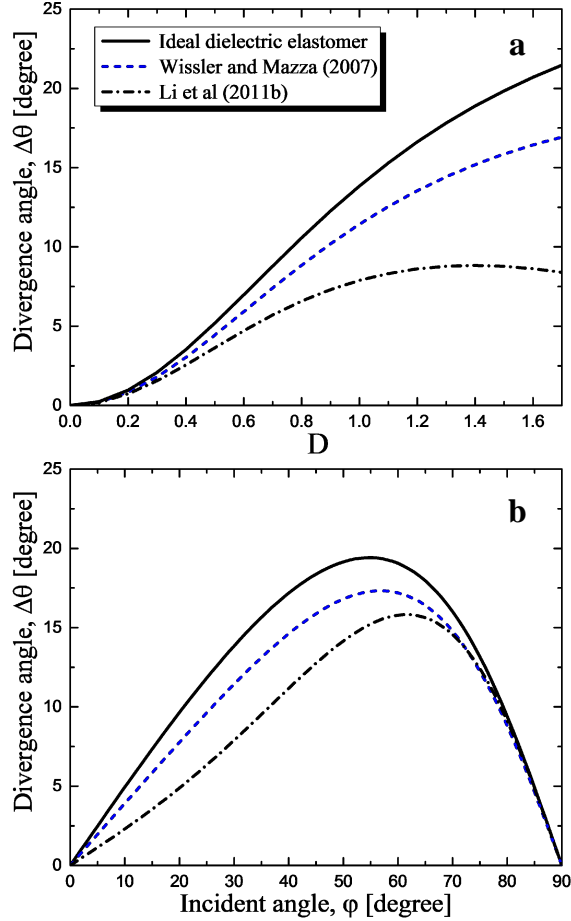 25
20
15
10
5
0
Divergence angle, Δθ [degree]
Ideal dielectric elastomer
Wissler and Mazza (2007)
Li et al (2011b)
a
0.0 0.2 0.4 0.6 0.8 1.0 1.2 1.4 1.6
D
25
20
15
10
5
0
Divergence angle, Δθ [degree]
b
0 10 20 30 40 50 60 70 80 90
Incident angle, φ [degree]